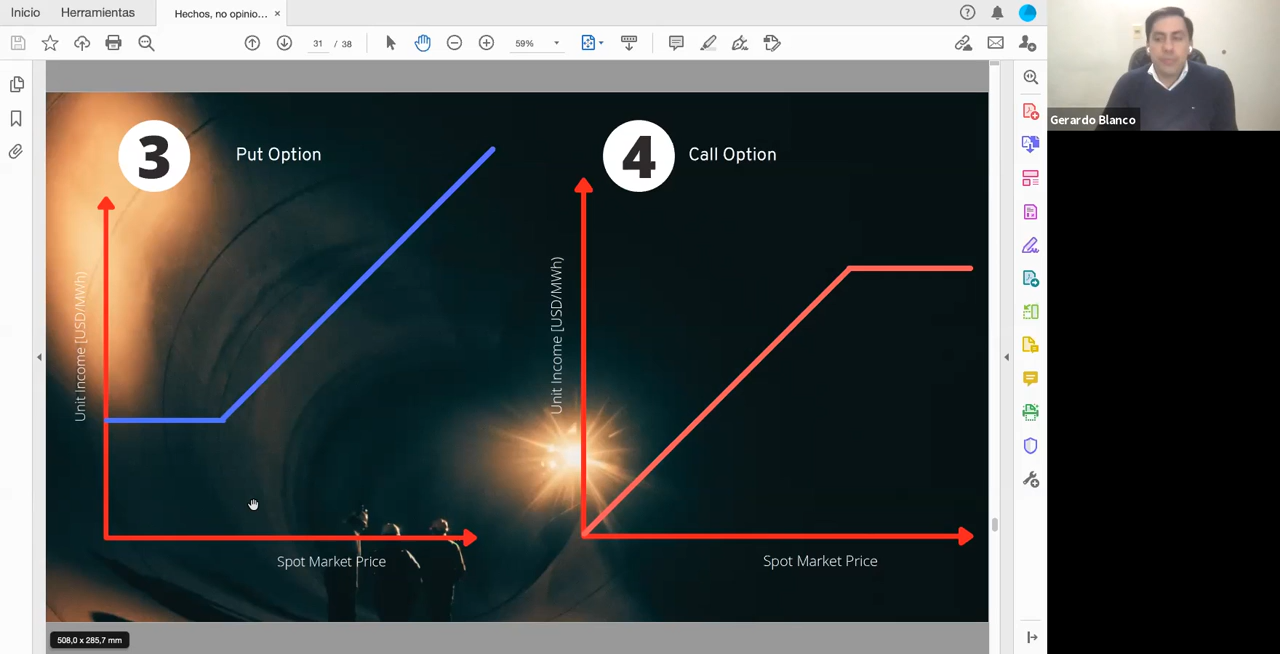 Inicio
Herramientas
Hechos, no opinio... ×
31 / 38
59%
Gerardo Blanco
3
Put Option
4
Call Option
Unit Income [USD/MWh)
Unit Income [USD/MWh)
Spot Market Price
Spot Market Price
508,0 x 285,7 mm